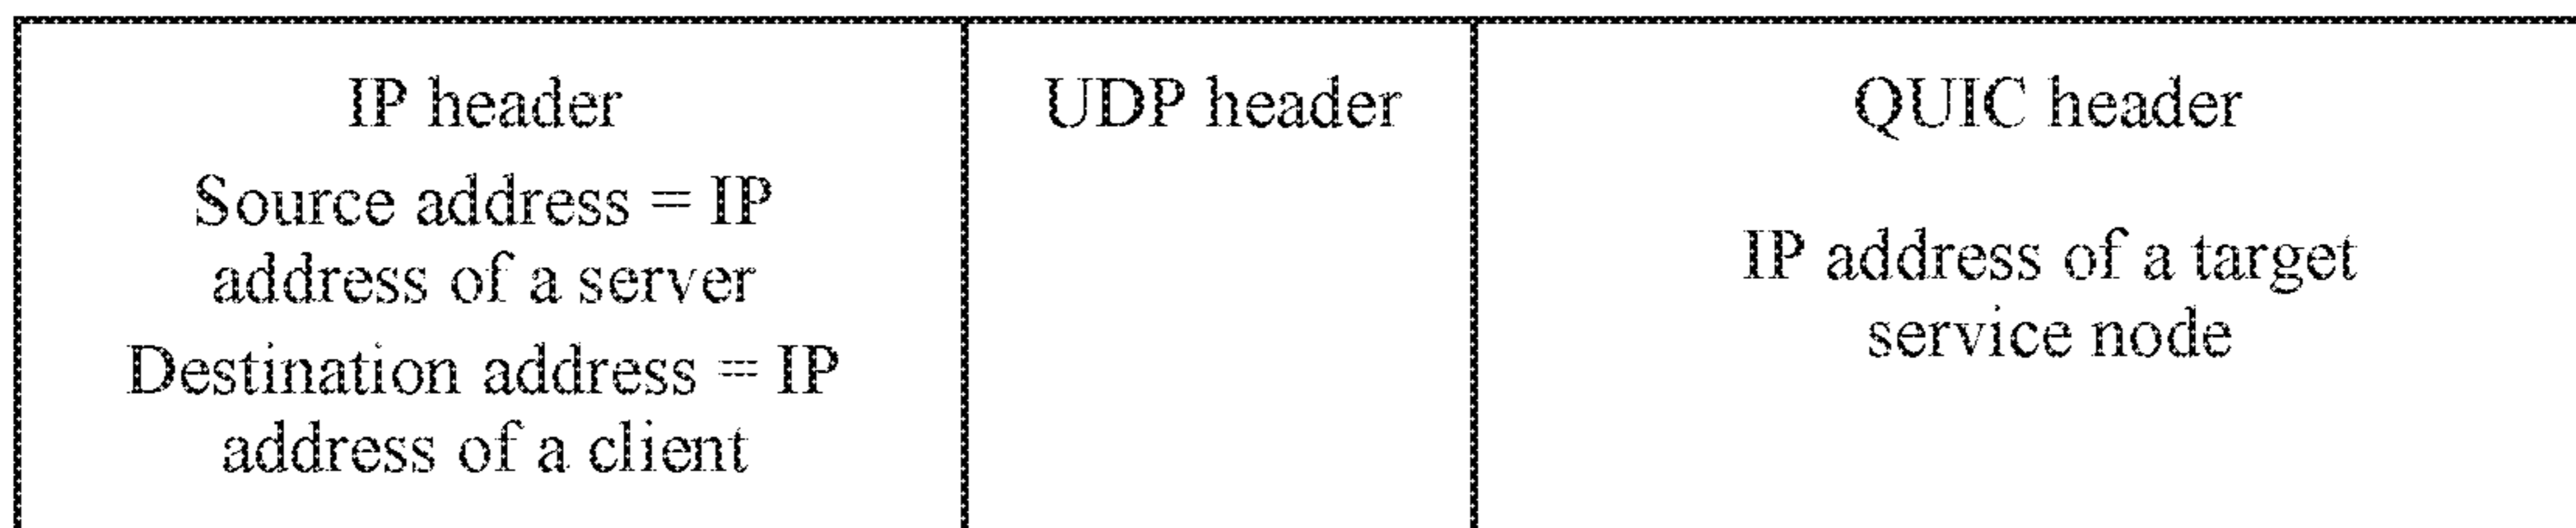 IP header
Source address = IP
address of a server
Destination address = IP
address of a client
UDP header
QUIC header
IP address of a target
service node